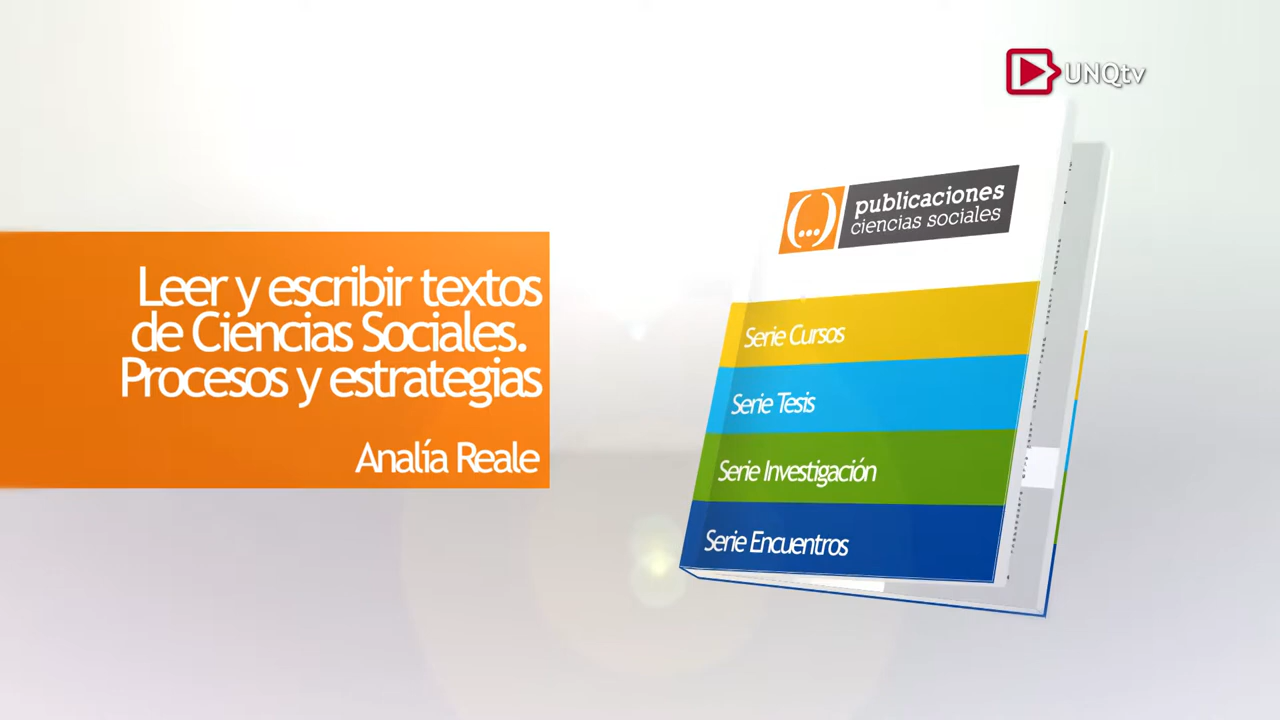 UNQtv
Leer y escribir textos
de Ciencias Sociales.
Procesos y estrategias
Analía Reale
publicaciones
ciencias sociales
Serie Cursos
Serie Tesis
Serie Investigación
Serie Encuentros